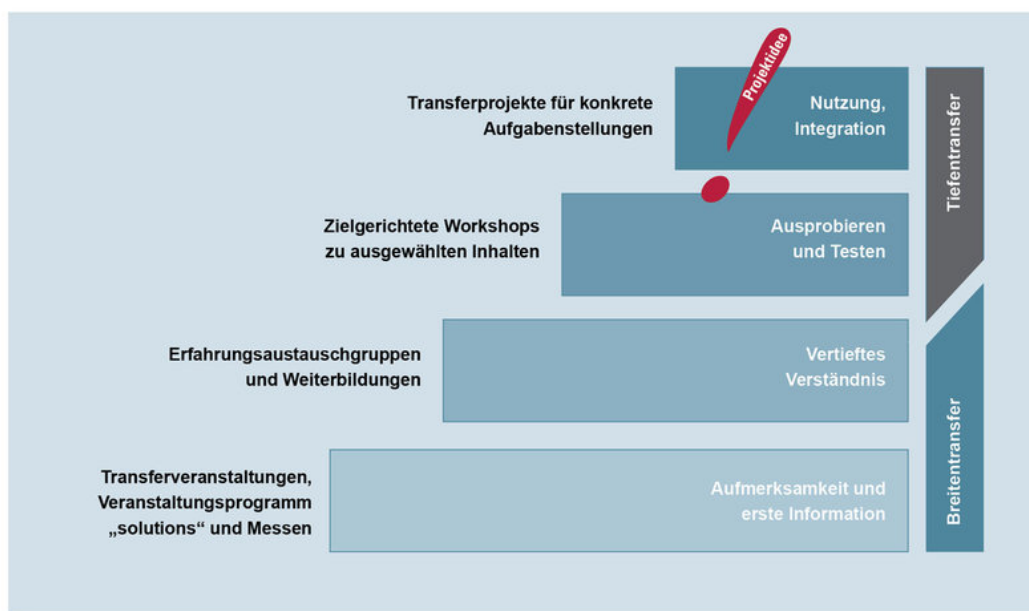 Projektidee
Transferprojekte für konkrete
Aufgabenstellungen
Nutzung,
Integration
Tiefentransfer
Zielgerichtete Workshops
zu ausgewählten Inhalten
Ausprobieren
und Testen
Erfahrungsaustauschgruppen
und Weiterbildungen
Vertieftes
Verständnis
Breitentransfer
Transferveranstaltungen,
Veranstaltungsprogramm
„solutions“ und Messen
Aufmerksamkeit und
erste Information